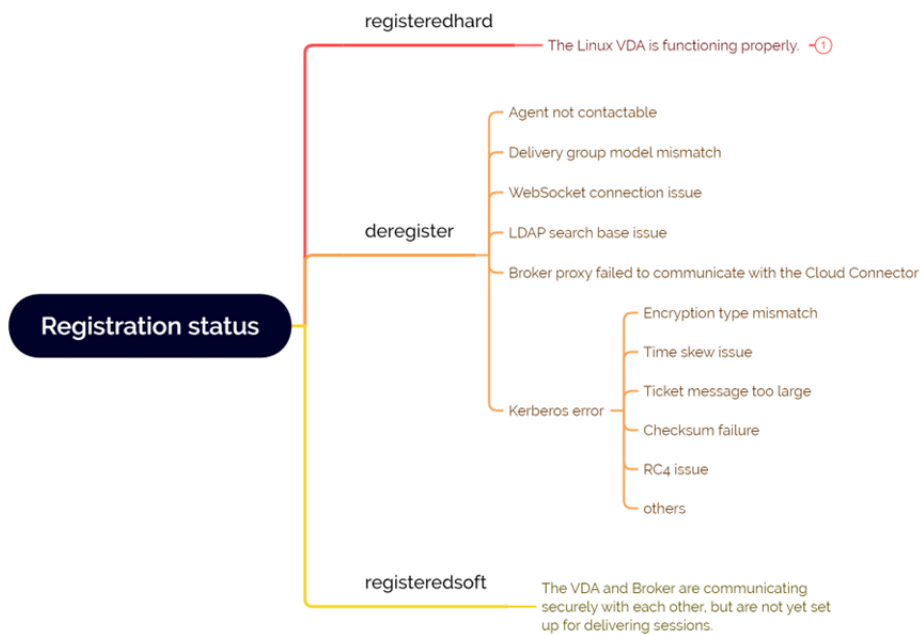 registeredhard
The Linux VDA is functioning properly.
1
Agent not contactable
Delivery group model mismatch
WebSocket connection issue
deregister
LDAP search base issue
Broker proxy failed to communicate with the Cloud Connector
Registration status
Encryption type mismatch
Time skew issue
Ticket message too large
Kerberos error
Checksum failure
RC4 issue
others
registeredsoft
The VDA and Broker are communicating
securely with each other, but are not yet set
up for delivering sessions.